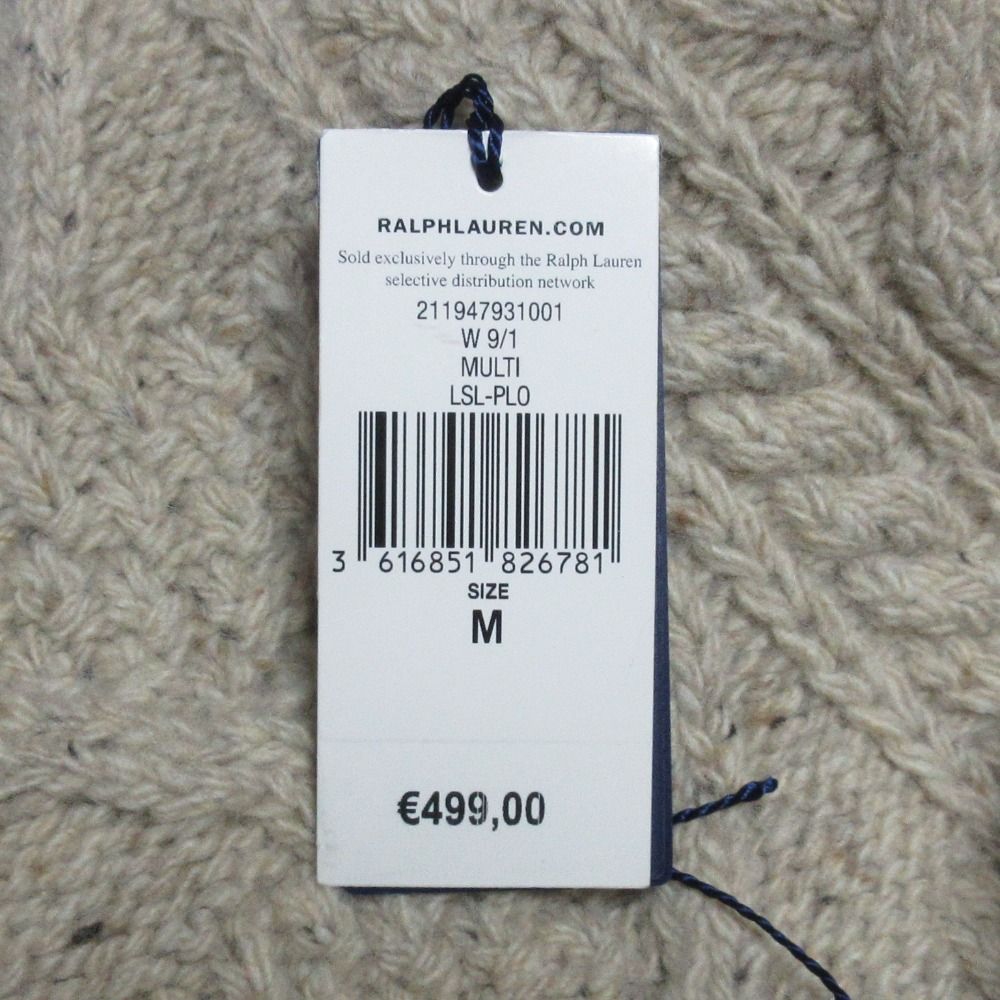 RALPHLAUREN.COM
Sold exclusively through the Ralph Lauren
selective distribution network
211947931001
W 9/1
MULTI
LSL-PLO
3 616851 826781
SIZE
M
€499,00